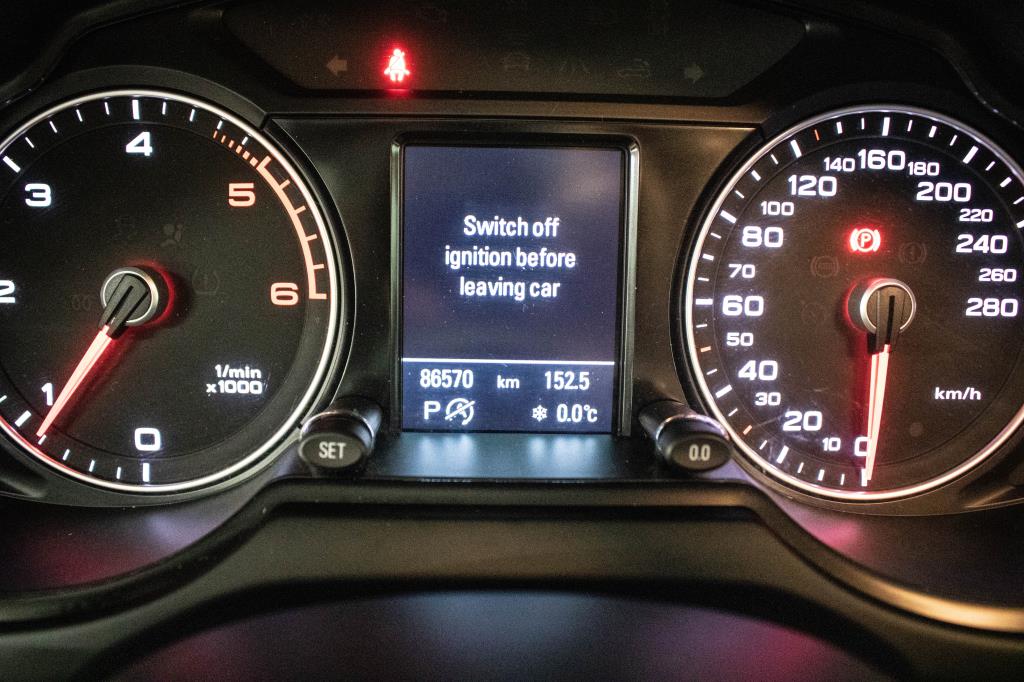 4
3
5
2
6
1
0
1/min
x1000
Switch off
ignition before
leaving car
86570 km 152.5
P 0.0°c
SET
0.0
0
10
20
30
40
50
60
70
80
100
120
140
160
180
200
220
240
260
280
P
km/h